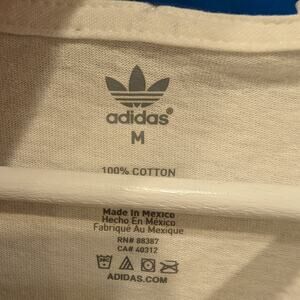 adidas®
M
100% COTTON
Made In Mexico
Hecho En México
Fabriqué Au Mexique
RN# 88387
CA# 40312
ADIDAS.COM